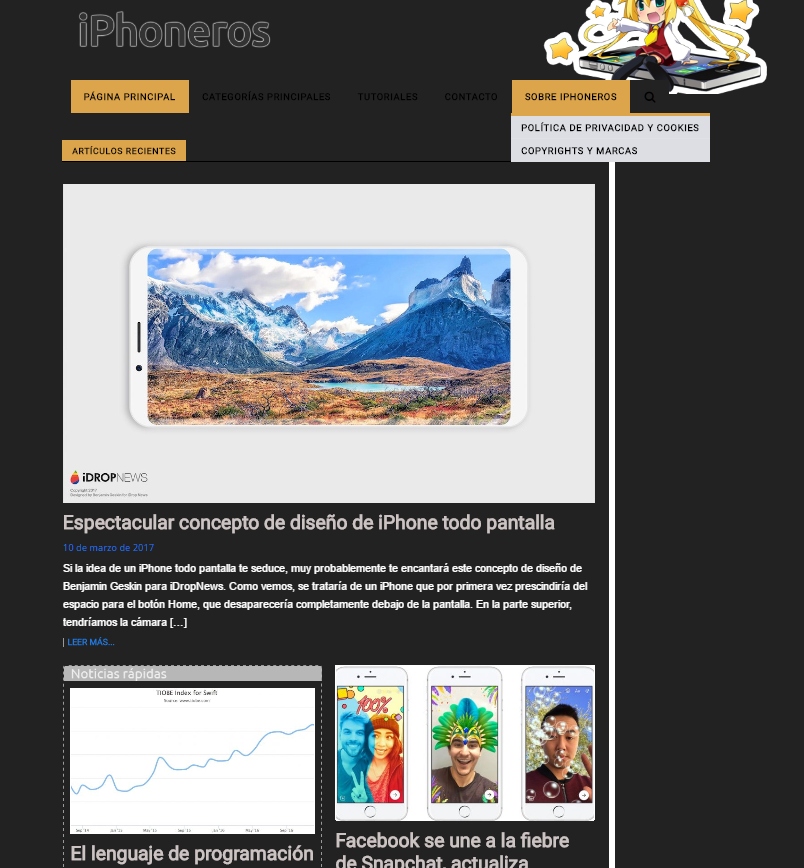 iPhoneros
PÁGINA PRINCIPAL
CATEGORÍAS PRINCIPALES
TUTORIALES
CONTACTO
SOBRE IPHONEROS
POLÍTICA DE PRIVACIDAD Y COOKIES
COPYRIGHTS Y MARCAS
ARTÍCULOS RECIENTES
iDROPNEWS
Espectacular concepto de diseño de iPhone todo pantalla
10 de marzo de 2017
Si la idea de un iPhone todo pantalla te seduce, muy probablemente te encantará este concepto de diseño de
Benjamin Geskin para iDropNews. Como vemos, se trataría de un iPhone que por primera vez prescindiría del
espacio para el botón Home, que desaparecería completamente debajo de la pantalla. En la parte superior,
tendríamos la cámara […]
| LEER MÁS...
Noticias rápidas
TIOBE Index for Swift
Source: www.tiobe.com
El lenguaje de programación
100%
Facebook se une a la fiebre
de Snapchat, actualiza